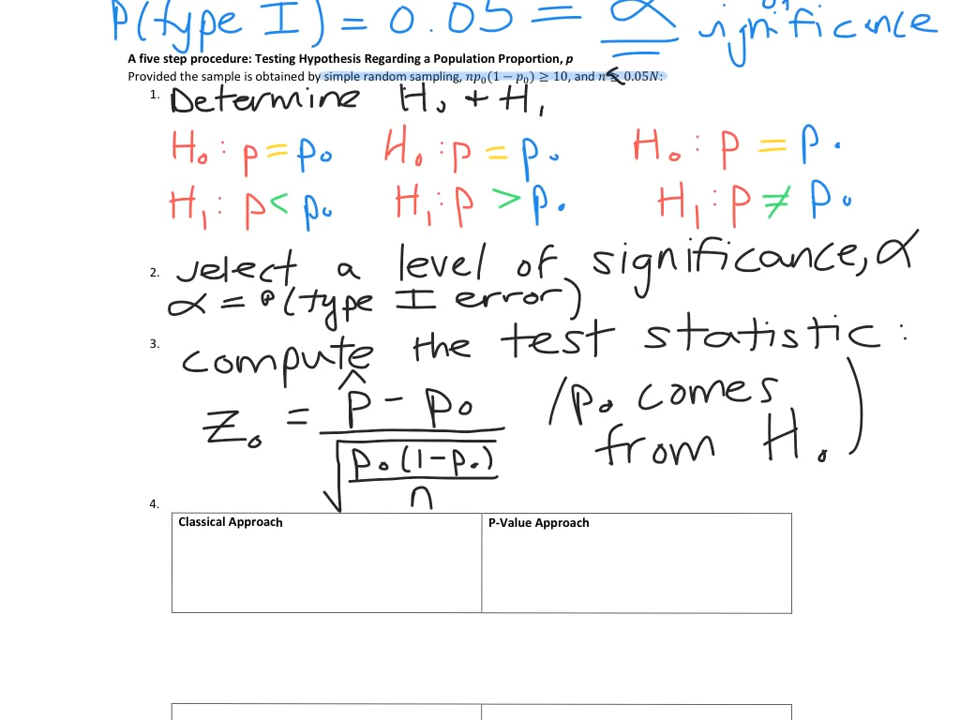 P(type I) = 0.05 = α significance
A five step procedure: Testing Hypothesis Regarding a Population Proportion, p
Provided the sample is obtained by simple random sampling, np₀(1 − p₀) ≥ 10, and n ≤ 0.05N:
1. Determine H₀ + H₁
H₀: p = p₀ H₀: p = p₀ H₀: p = p₀
H₁: p < p₀ H₁: p > p₀ H₁: p ≠ p₀
2. select a level of significance, α
α = P(type I error)
3. compute the test statistic:
z₀ = (p̂ − p₀) / √(p₀(1−p₀)/n) (p₀ comes from H₀)
4.
Classical Approach P-Value Approach